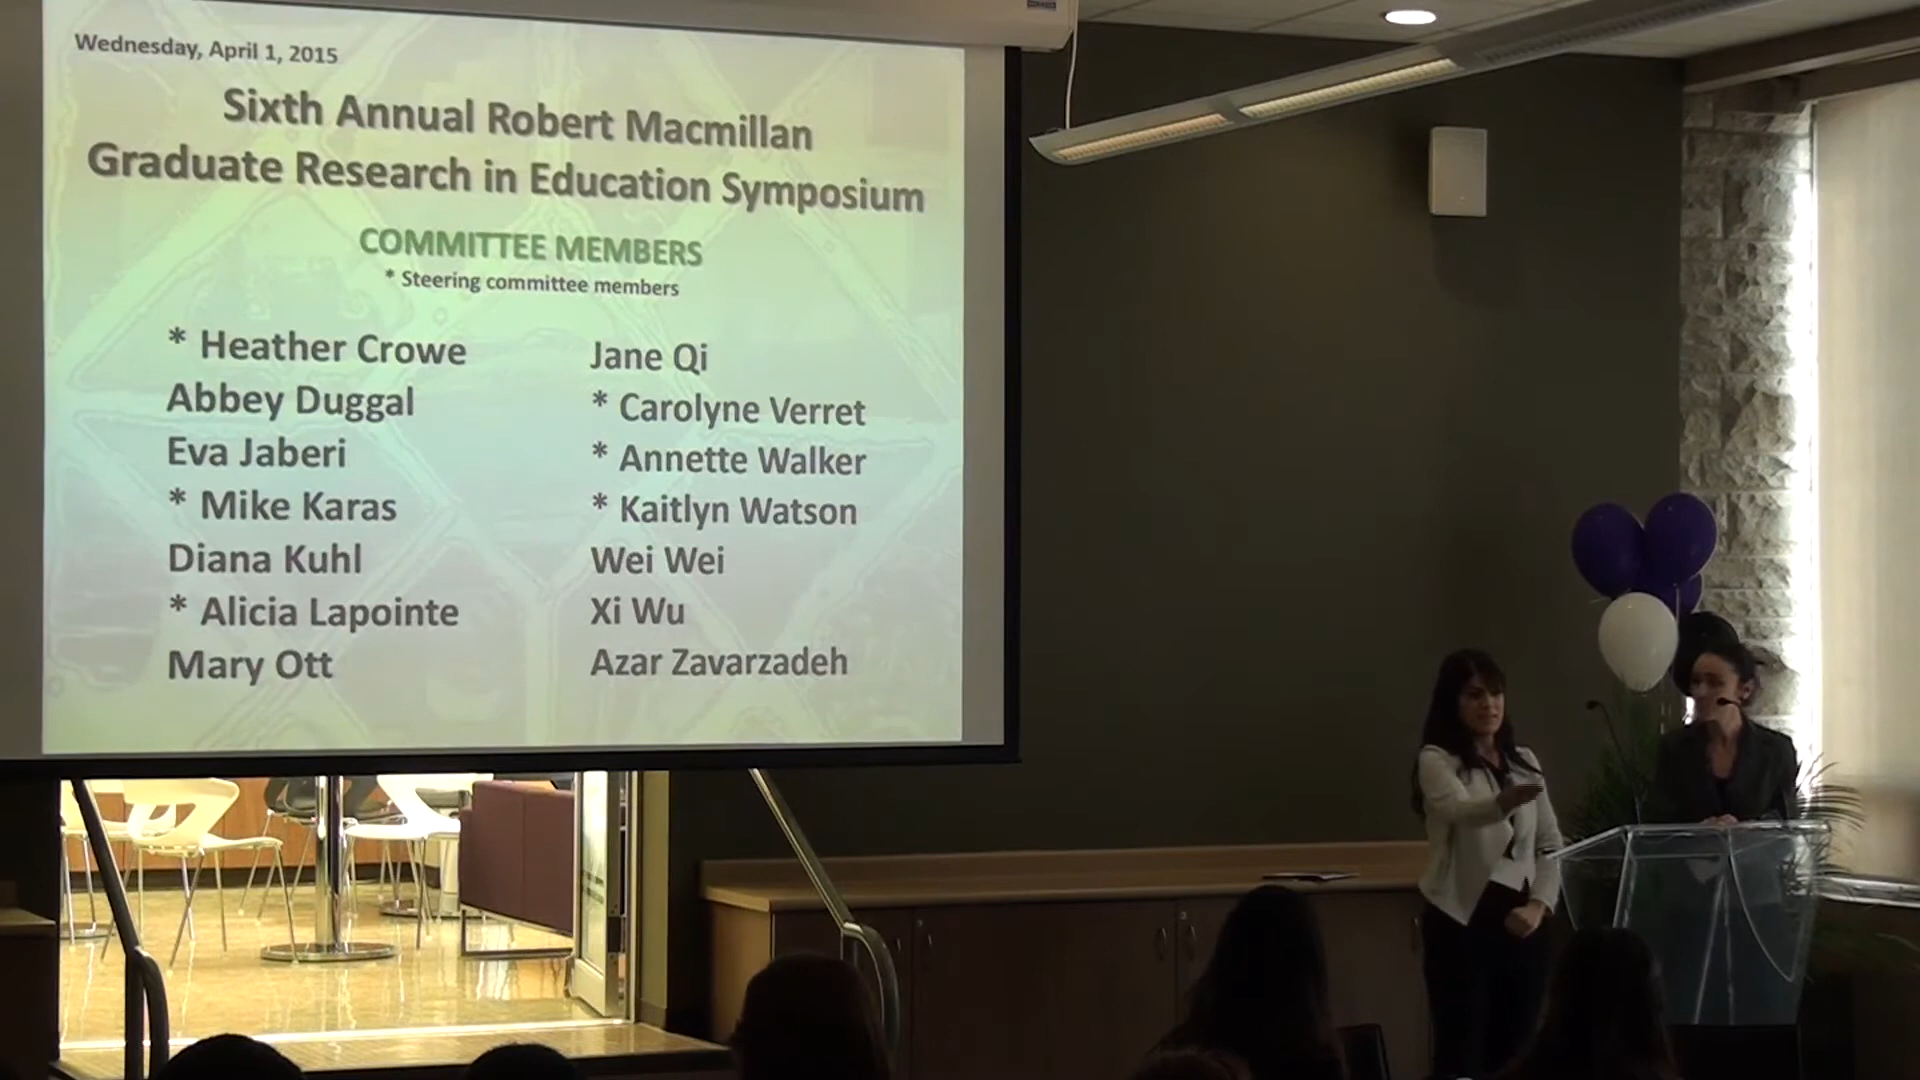 Wednesday, April 1, 2015
Sixth Annual Robert Macmillan
Graduate Research in Education Symposium
COMMITTEE MEMBERS
* Steering committee members
* Heather Crowe
Abbey Duggal
Eva Jaberi
* Mike Karas
Diana Kuhl
* Alicia Lapointe
Mary Ott
Jane Qi
* Carolyne Verret
* Annette Walker
* Kaitlyn Watson
Wei Wei
Xi Wu
Azar Zavarzadeh